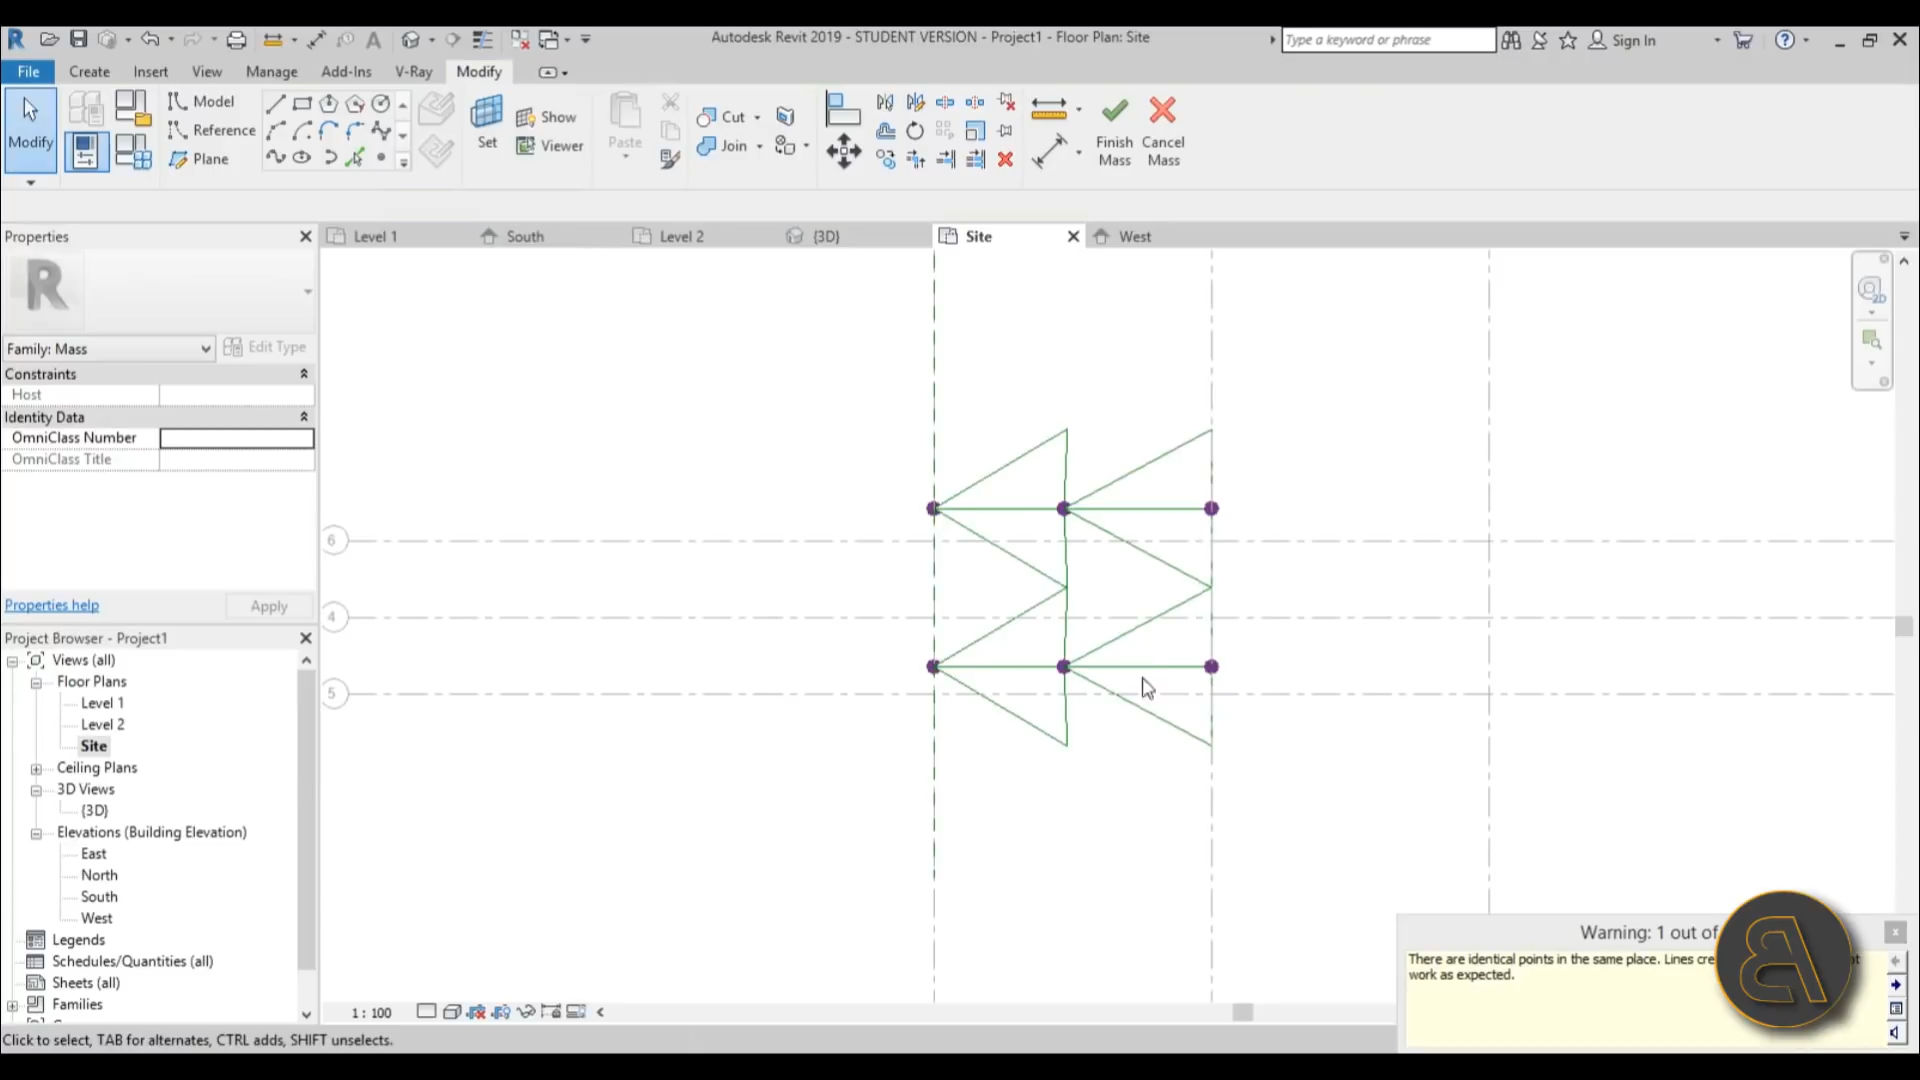 Autodesk Revit 2019 - STUDENT VERSION - Project1 - Floor Plan: Site
Type a keyword or phrase
Sign In
File
Create
Insert
View
Manage
Add-Ins
V-Ray
Modify
Modify
Model
Reference
Plane
Set
Show
Viewer
Paste
Cut
Join
Finish
Mass
Cancel
Mass
Properties
Level 1
South
Level 2
{3D}
Site
West
R
Family: Mass
Edit Type
Constraints
Host
Identity Data
OmniClass Number
OmniClass Title
Properties help
Apply
Project Browser - Project1
Views (all)
Floor Plans
Level 1
Level 2
Site
Ceiling Plans
3D Views
{3D}
Elevations (Building Elevation)
East
North
South
West
Legends
Schedules/Quantities (all)
Sheets (all)
Families
6
4
5
2D
1 : 100
Warning: 1 out of
There are identical points in the same place. Lines
work as expected.
Click to select, TAB for alternates, CTRL adds, SHIFT unselects.